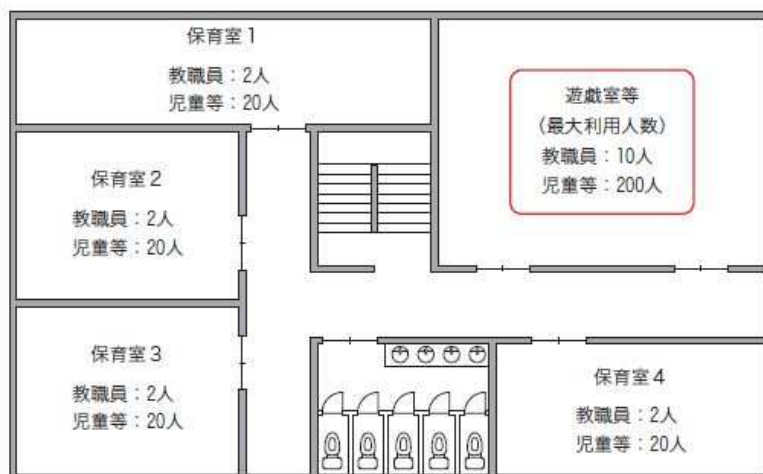 保育室1
教職員：2人
児童等：20人
遊戯室等
（最大利用人数）
教職員：10人
児童等：200人
保育室2
教職員：2人
児童等：20人
保育室3
教職員：2人
児童等：20人
保育室4
教職員：2人
児童等：20人